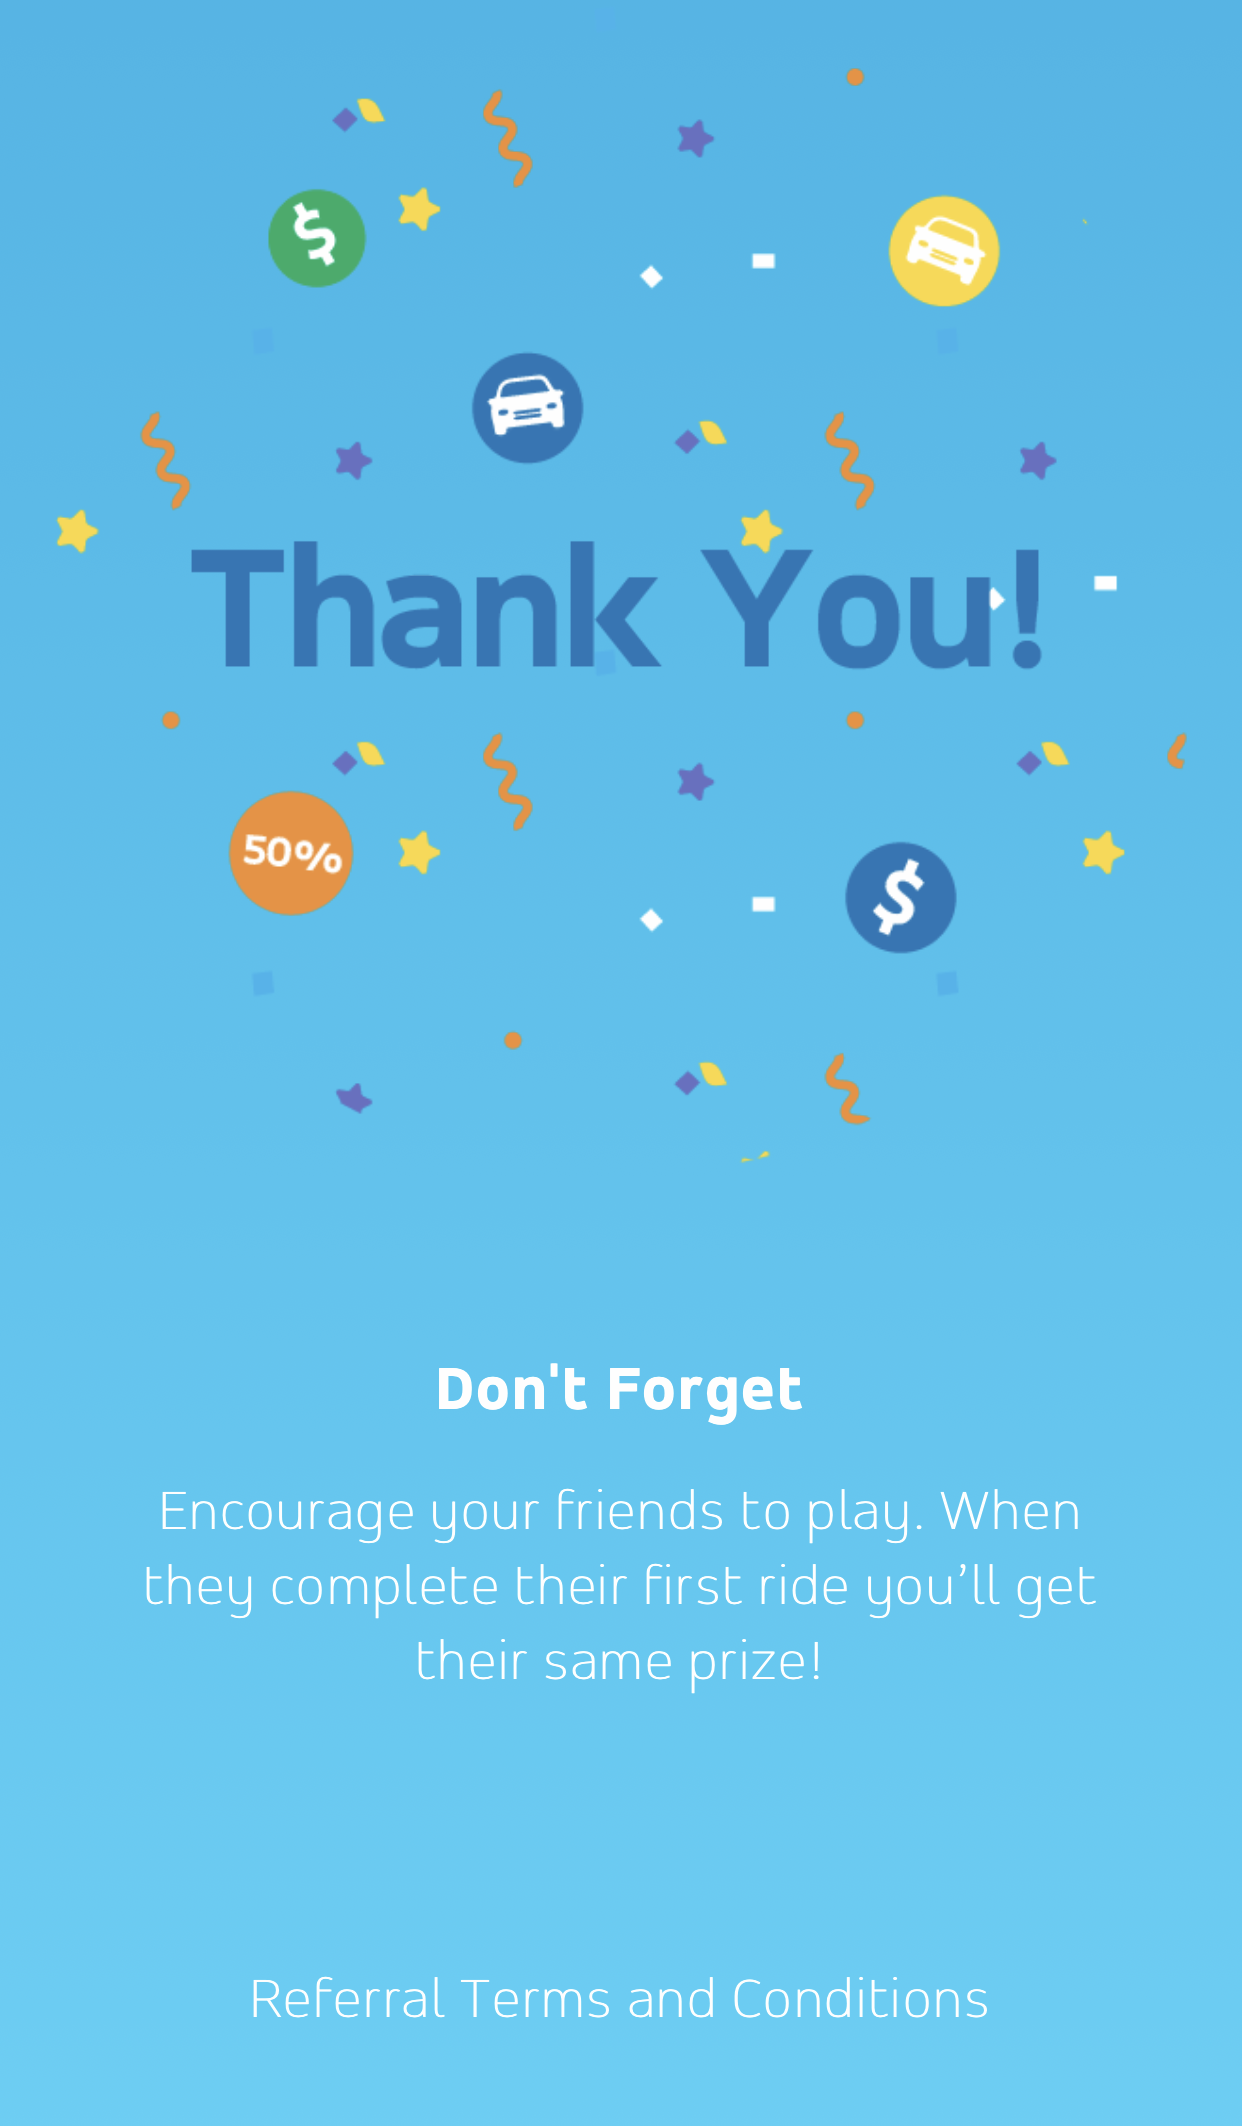 $
Thank You!
50%
$
Don't Forget
Encourage your friends to play. When
they complete their first ride you’ll get
their same prize!
Referral Terms and Conditions